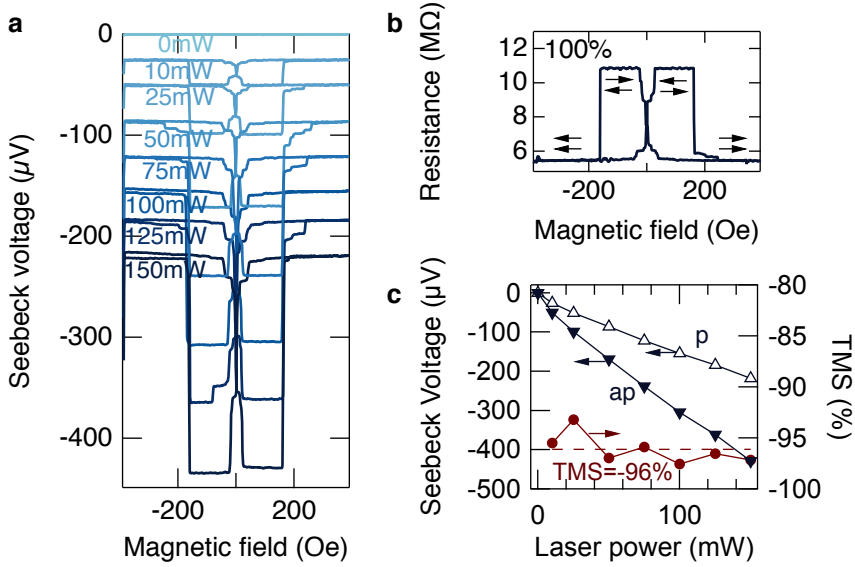 a
0mW
10mW
25mW
50mW
75mW
100mW
125mW
150mW
-100
-200
-300
-400
Seebeck voltage (µV)
-200
200
Magnetic field (Oe)
b
100%
12
10
8
6
Resistance (MΩ)
-200
200
Magnetic field (Oe)
c
0
-100
-200
-300
-400
-500
Seebeck Voltage (µV)
p
ap
TMS=-96%
-80
-85
-90
-95
-100
TMS (%)
0
100
Laser power (mW)